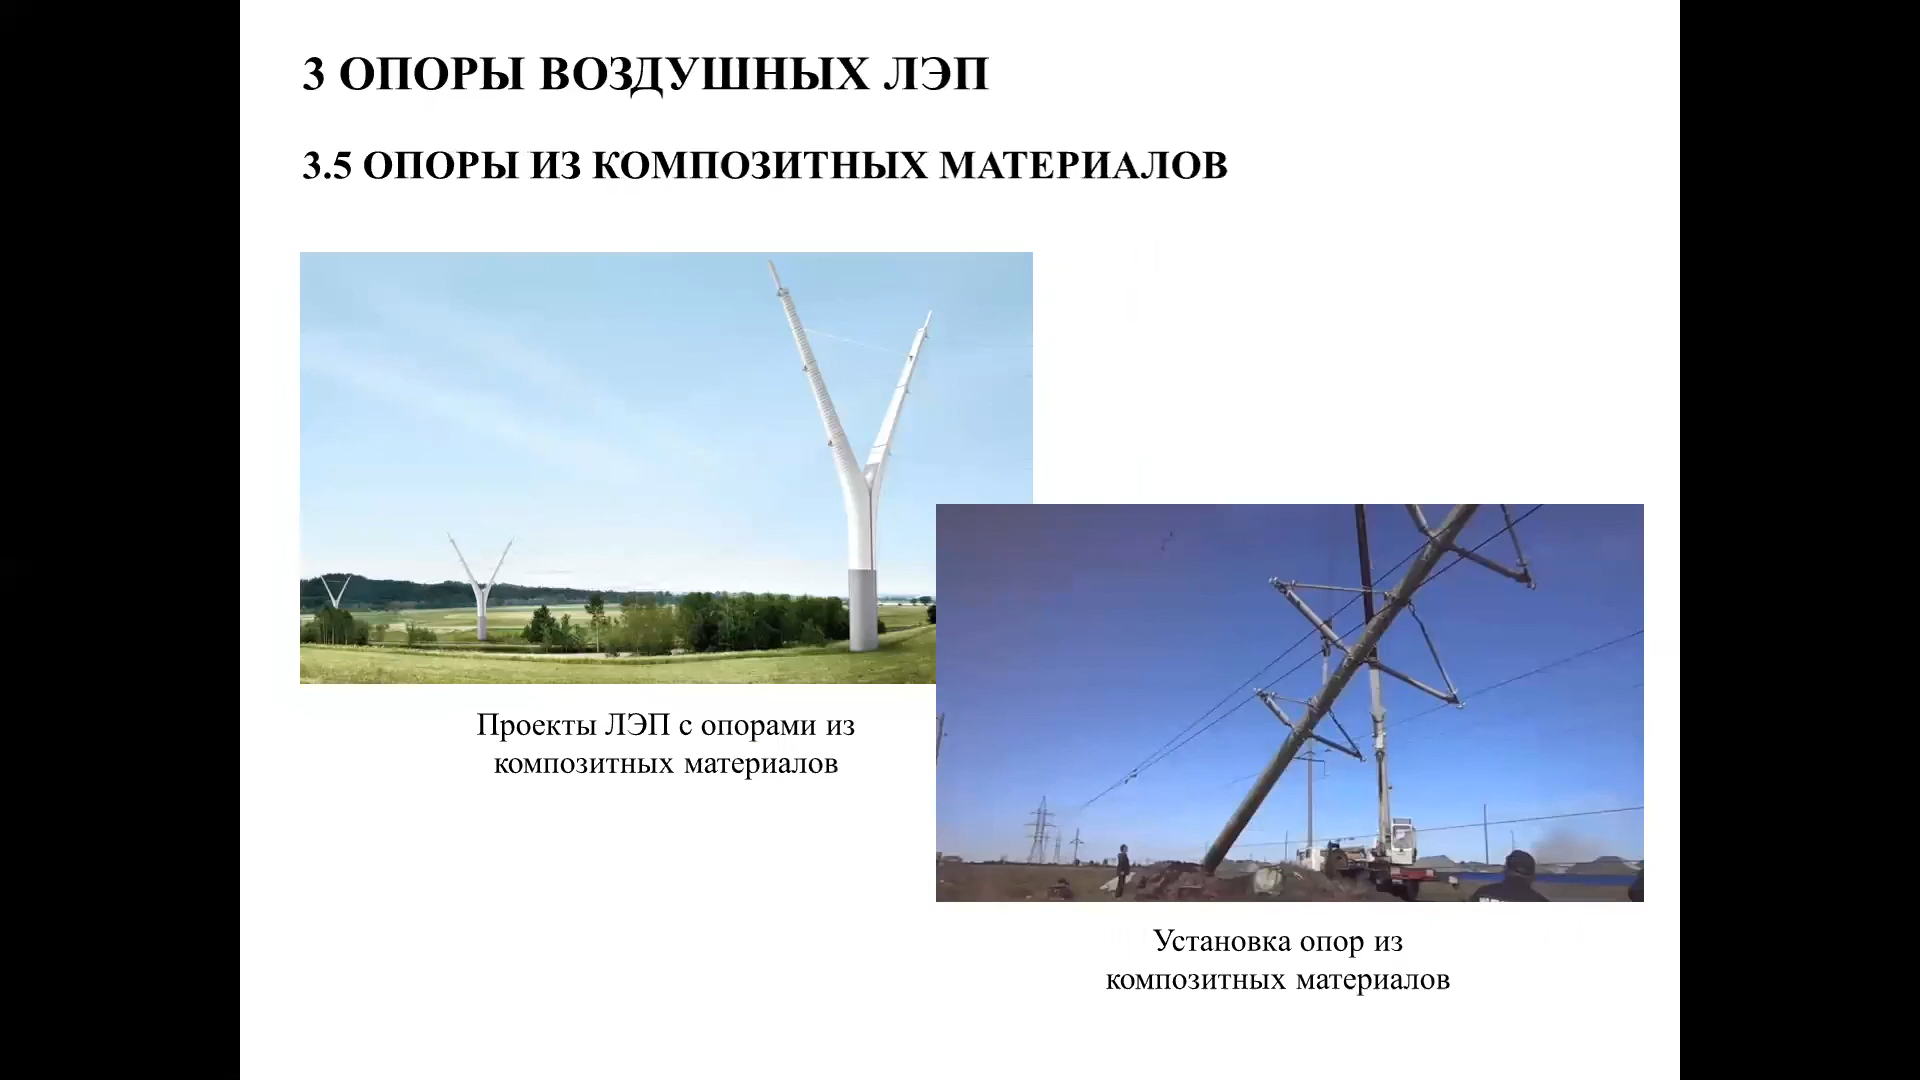 3 ОПОРЫ ВОЗДУШНЫХ ЛЭП
3.5 ОПОРЫ ИЗ КОМПОЗИТНЫХ МАТЕРИАЛОВ
Проекты ЛЭП с опорами из
композитных материалов
Установка опор из
композитных материалов